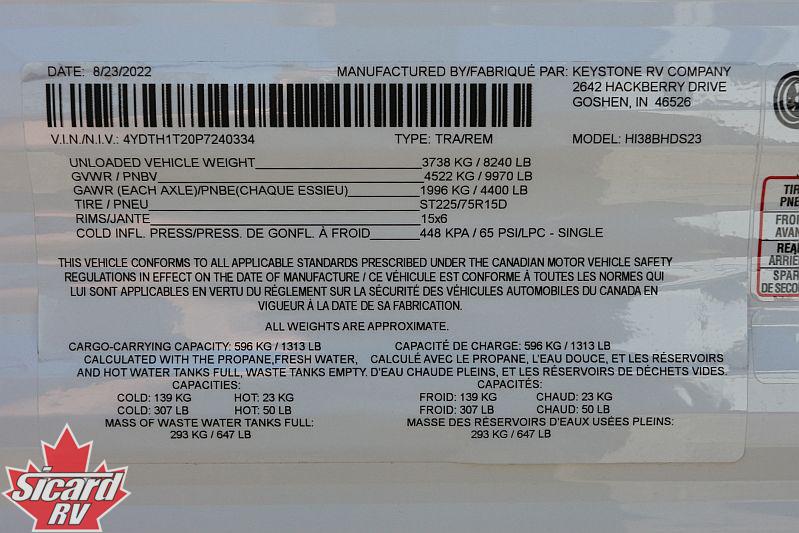 DATE: 8/23/2022 MANUFACTURED BY/FABRIQUÉ PAR: KEYSTONE RV COMPANY
2642 HACKBERRY DRIVE
GOSHEN, IN 46526
V.I.N./N.I.V.: 4YDTH1T20P7240334 TYPE: TRA/REM MODEL: HI38BHDS23
UNLOADED VEHICLE WEIGHT 3738 KG / 8240 LB
GVWR / PNBV 4522 KG / 9970 LB
GAWR (EACH AXLE)/PNBE(CHAQUE ESSIEU) 1996 KG / 4400 LB
TIRE / PNEU ST225/75R15D
RIMS/JANTE 15x6
COLD INFL. PRESS/PRESS. DE GONFL. À FROID 448 KPA / 65 PSI/LPC - SINGLE
THIS VEHICLE CONFORMS TO ALL APPLICABLE STANDARDS PRESCRIBED UNDER THE CANADIAN MOTOR VEHICLE SAFETY
REGULATIONS IN EFFECT ON THE DATE OF MANUFACTURE / CE VÉHICULE EST CONFORME À TOUTES LES NORMES QUI
LUI SONT APPLICABLES EN VERTU DU RÉGLEMENT SUR LA SÉCURITÉ DES VÉHICULES AUTOMOBILES DU CANADA EN
VIGUEUR À LA DATE DE SA FABRICATION.
ALL WEIGHTS ARE APPROXIMATE.
CARGO-CARRYING CAPACITY: 596 KG / 1313 LB CAPACITÉ DE CHARGE: 596 KG / 1313 LB
CALCULATED WITH THE PROPANE,FRESH WATER, CALCULÉ AVEC LE PROPANE, L'EAU DOUCE, ET LES RÉSERVOIRS
AND HOT WATER TANKS FULL, WASTE TANKS EMPTY. D'EAU CHAUDE PLEINS, ET LES RÉSERVOIRS DE DÉCHETS VIDES.
CAPACITIES: CAPACITÉS:
COLD: 139 KG HOT: 23 KG FROID: 139 KG CHAUD: 23 KG
COLD: 307 LB HOT: 50 LB FROID: 307 LB CHAUD: 50 LB
MASS OF WASTE WATER TANKS FULL: MASSE DES RÉSERVOIRS D'EAUX USÉES PLEINS:
293 KG / 647 LB 293 KG / 647 LB
TIR
PNE
FROI
AVAN
REA
ARRIÈR
SPAR
DE SECO
Sicard
RV